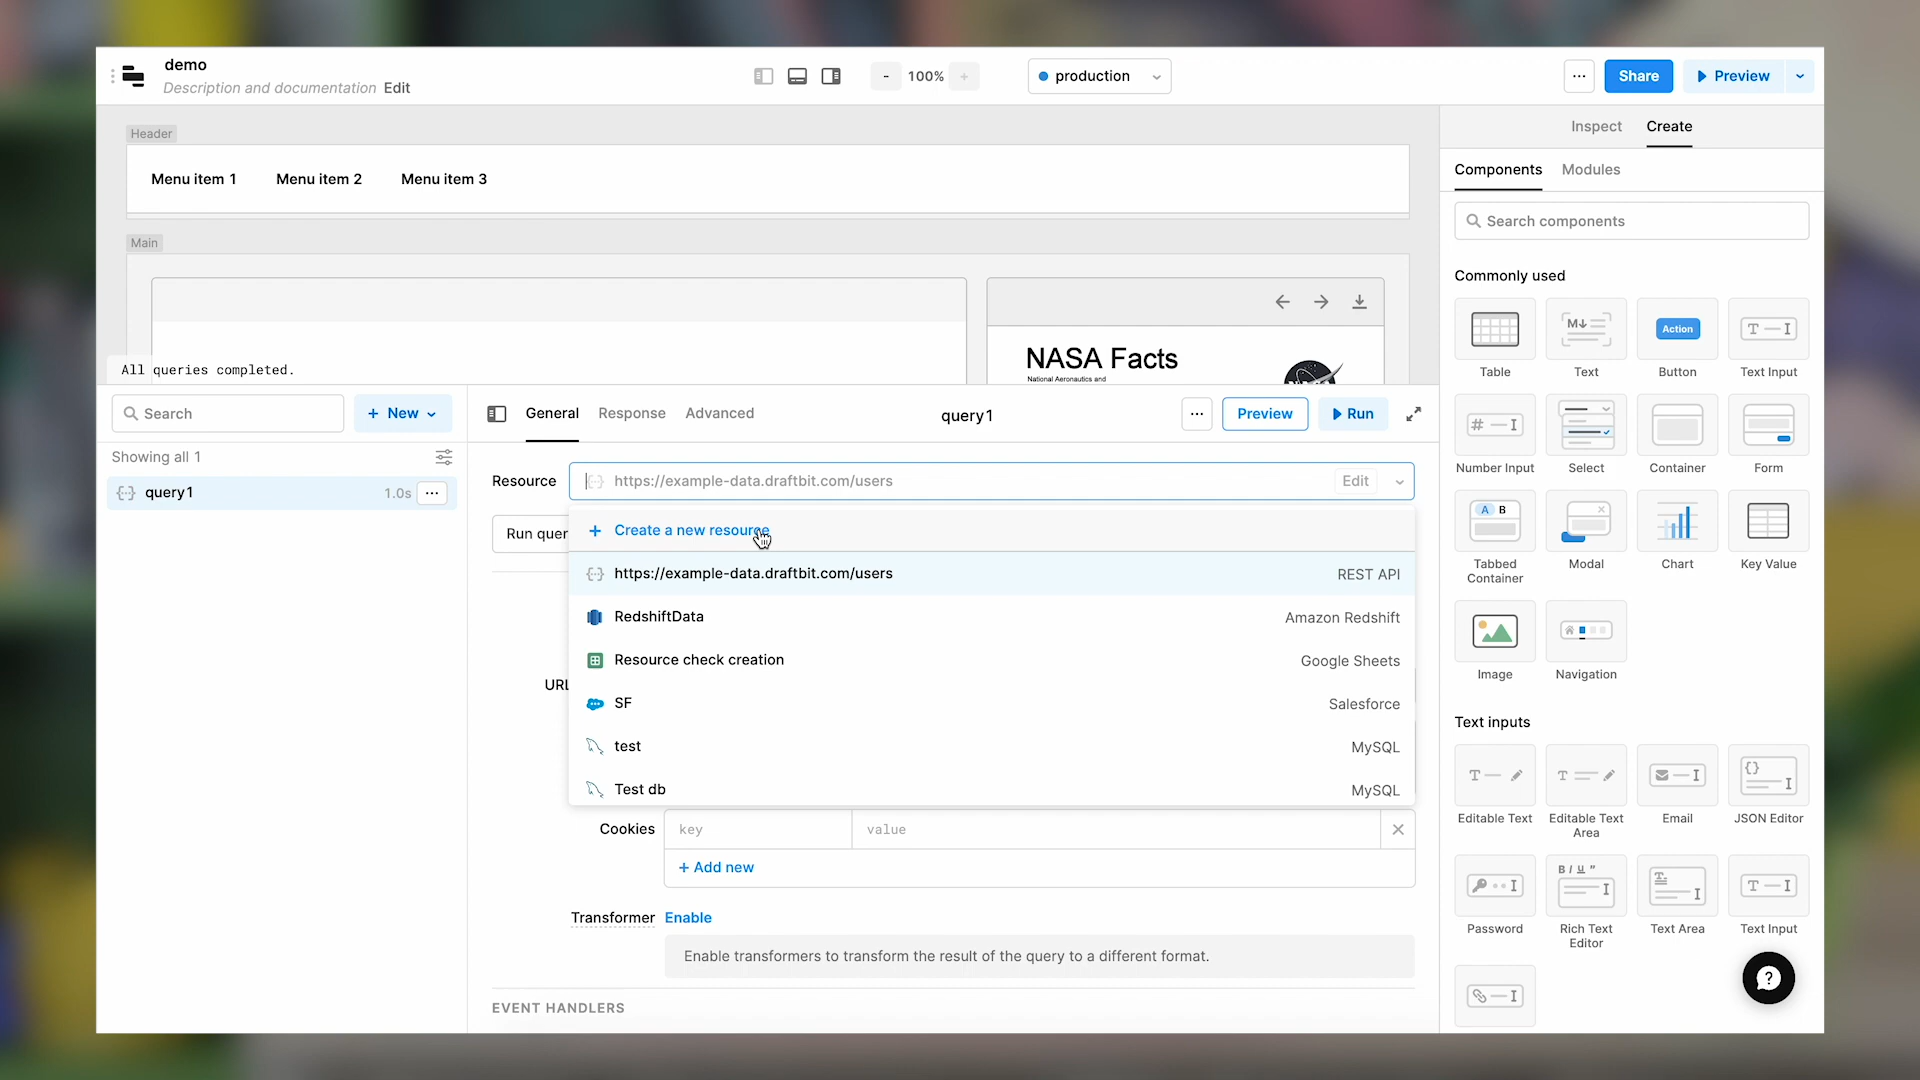 demo
Description and documentation Edit
- 100% +
production
...
Share
Preview
Header
Menu item 1 Menu item 2 Menu item 3
Main
NASA Facts
National Aeronautics and
All queries completed.
Search
+ New
Showing all 1
query1 1.0s ...
General Response Advanced
query1
... Preview Run
Resource https://example-data.draftbit.com/users Edit
Run quer
+ Create a new resource
https://example-data.draftbit.com/users REST API
RedshiftData Amazon Redshift
Resource check creation Google Sheets
SF Salesforce
test MySQL
Test db MySQL
URL
Cookies key value
+ Add new
Transformer Enable
Enable transformers to transform the result of the query to a different format.
EVENT HANDLERS
Inspect Create
Components Modules
Search components
Commonly used
Action
Table Text Button Text Input
Number Input Select Container Form
A B
Tabbed Container Modal Chart Key Value
Image Navigation
Text inputs
Editable Text Editable Text Area Email JSON Editor
B I U "
Password Rich Text Editor Text Area Text Input
?